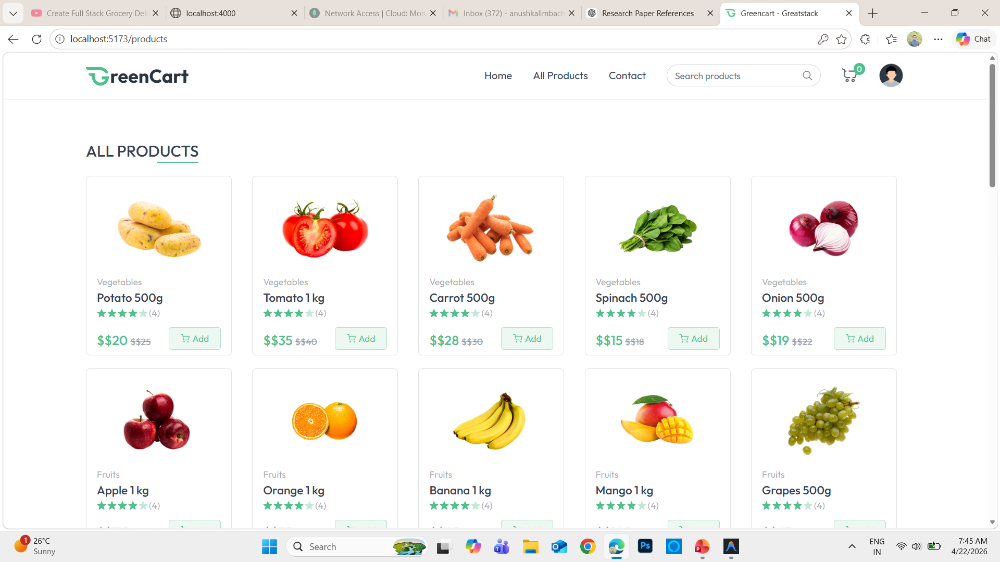 Create Full Stack Grocery Deli
localhost:4000
Network Access | Cloud: Mon
Inbox (372) - anushkalimbach
Research Paper References
Greencart - Greatstack
localhost:5173/products
Chat
GreenCart
Home
All Products
Contact
Search products
0
ALL PRODUCTS
Vegetables
Potato 500g
(4)
$$20 $$25
Add
Vegetables
Tomato 1 kg
(4)
$$35 $$40
Add
Vegetables
Carrot 500g
(4)
$$28 $$30
Add
Vegetables
Spinach 500g
(4)
$$15 $$18
Add
Vegetables
Onion 500g
(4)
$$19 $$22
Add
Fruits
Apple 1 kg
(4)
Fruits
Orange 1 kg
(4)
Fruits
Banana 1 kg
(4)
Fruits
Mango 1 kg
(4)
Fruits
Grapes 500g
(4)
1
26°C
Sunny
Search
Ps
ENG
IN
7:45 AM
4/22/2026